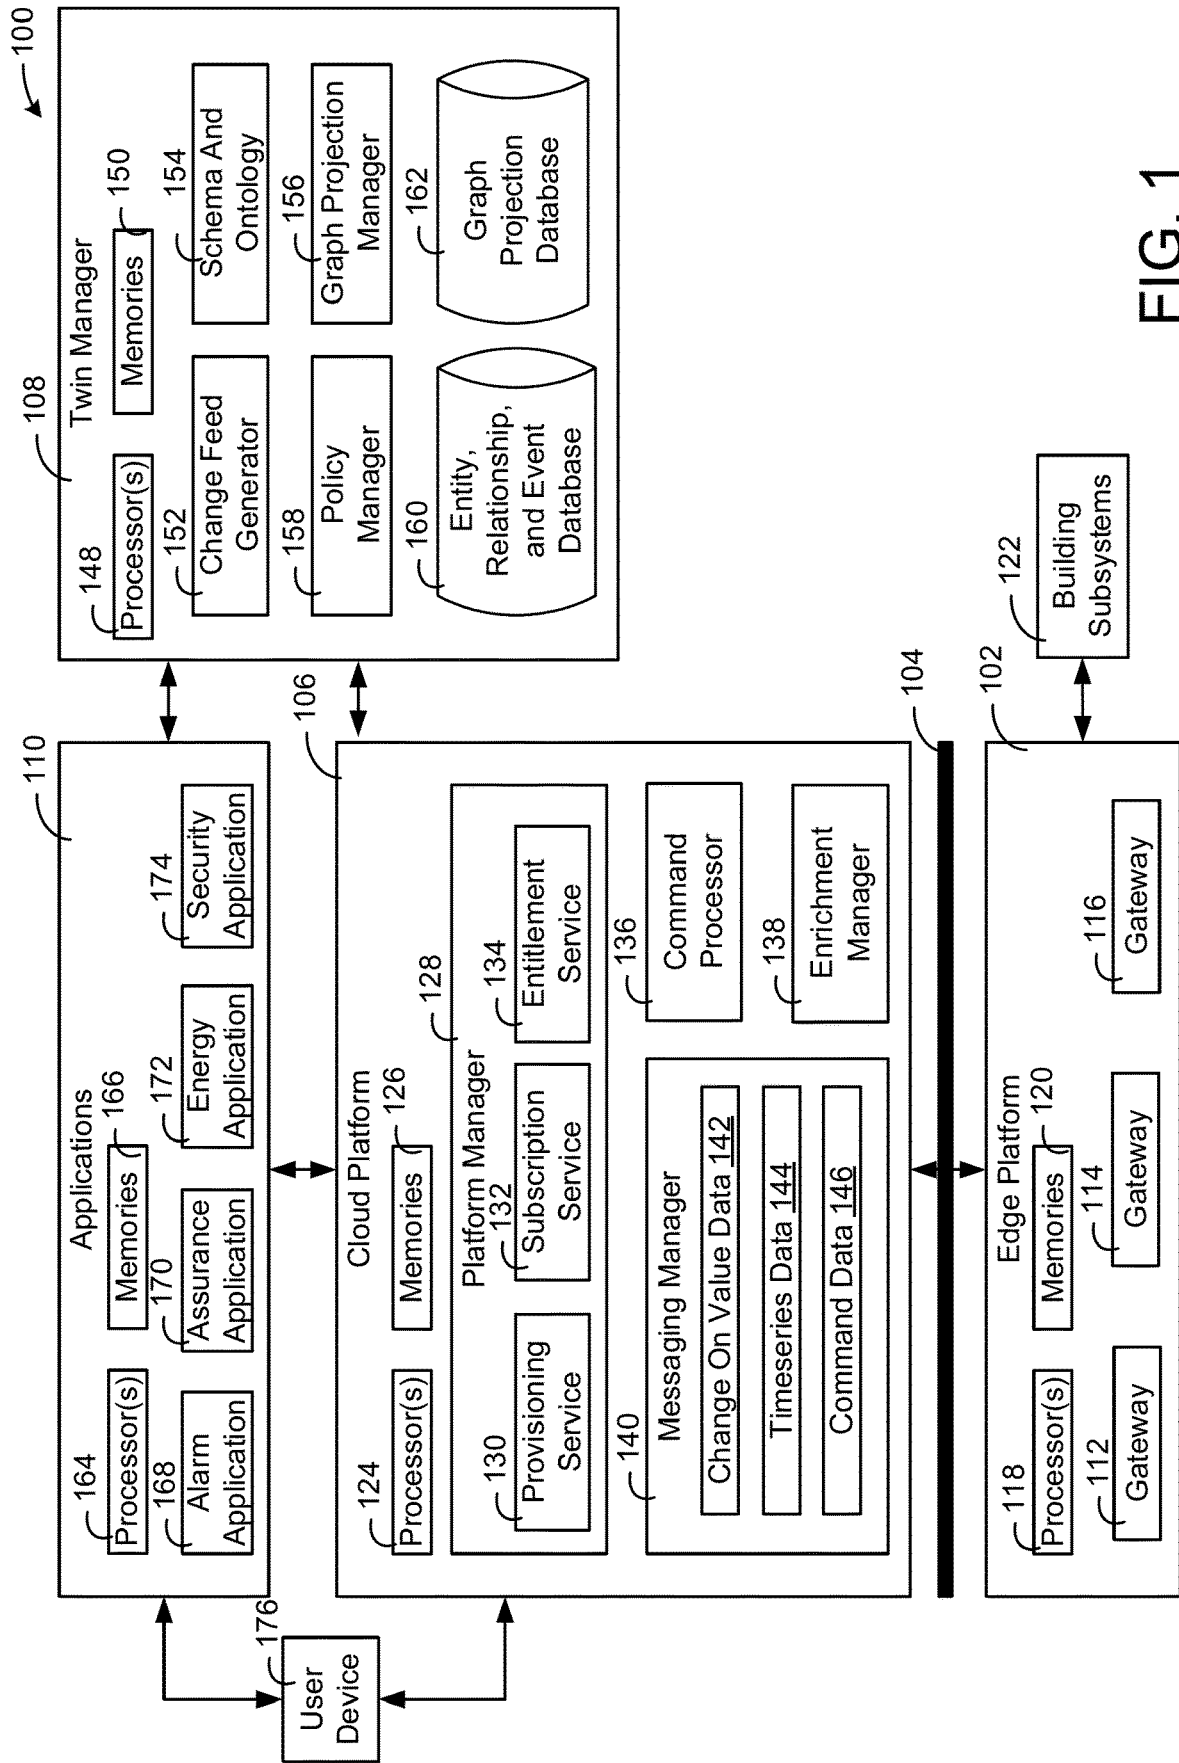 100
110
Applications
164
Processor(s)
Memories
166
168
Alarm
Application
170
Assurance
Application
172
Energy
Application
174
Security
Application
108
Twin Manager
148
Processor(s)
Memories
150
152
Change Feed
Generator
154
Schema And
Ontology
158
Policy
Manager
156
Graph Projection
Manager
160
Entity,
Relationship,
and Event
Database
162
Graph
Projection
Database
176
User
Device
106
Cloud Platform
124
Processor(s)
Memories
126
128
Platform Manager
130
Provisioning
Service
132
Subscription
Service
134
Entitlement
Service
140
Messaging Manager
Change On Value Data 142
Timeseries Data 144
Command Data 146
136
Command
Processor
138
Enrichment
Manager
104
102
Edge Platform
118
Processor(s)
Memories
120
112
Gateway
114
Gateway
116
Gateway
122
Building
Subsystems
FIG. 1